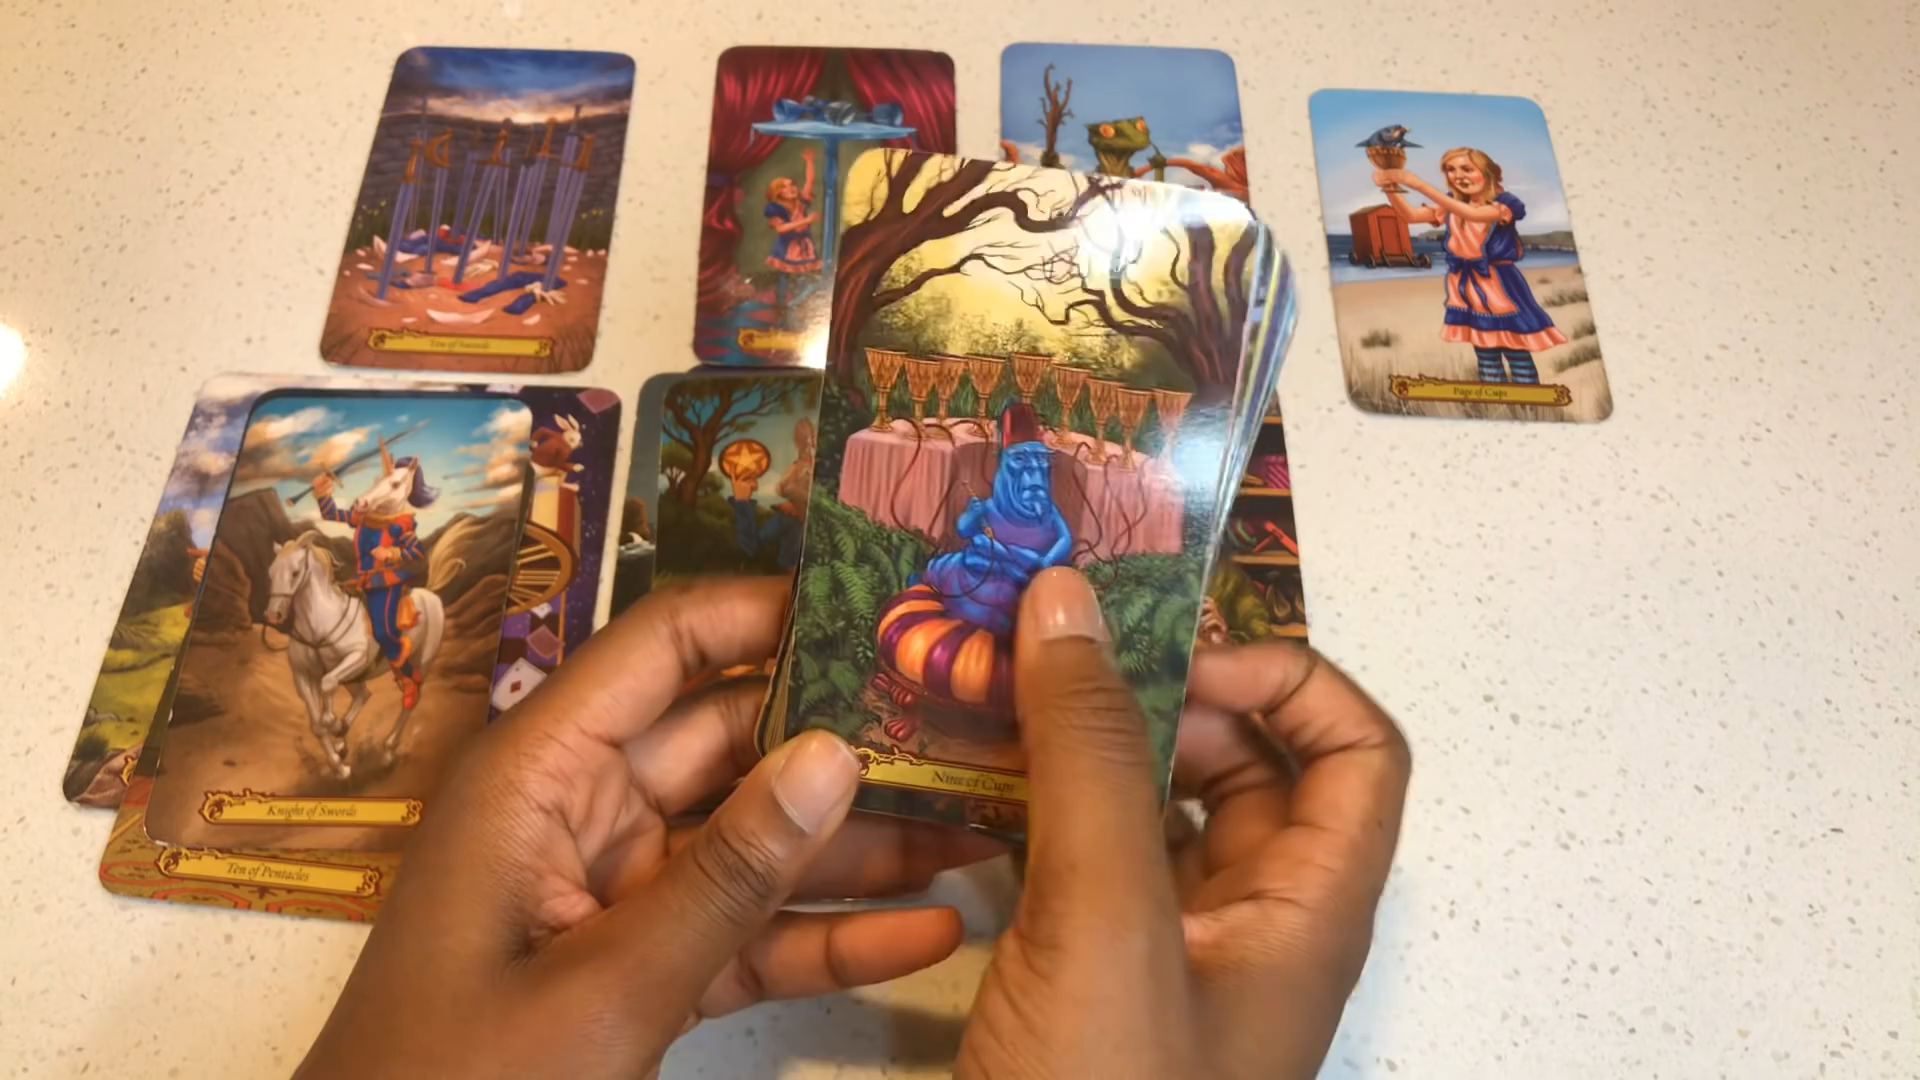 Ten of Swords
Page of Cups
Nine of Cups
Knight of Swords
Ten of Pentacles